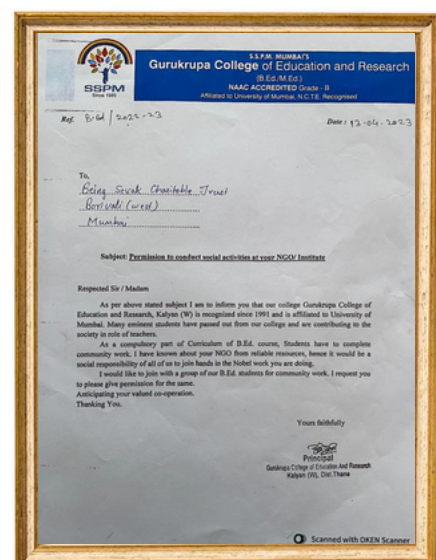 SSPM
Since 1985
S.S.P.M. MUMBAI'S
Gurukrupa College of Education and Research
(B.Ed./M.Ed.)
NAAC ACCREDITED Grade - B
Affiliated to University of Mumbai, N.C.T.E. Recognised
Ref. B.Ed / 2022-23
Date : 12-04-2023
To,
Being Sevak Charitable Trust
Borivali (west)
Mumbai
Subject: Permission to conduct social activities at your NGO/ Institute
Respected Sir / Madam
As per above stated subject I am to inform you that our college Gurukrupa College of
Education and Research, Kalyan (W) is recognized since 1991 and is affiliated to University of
Mumbai. Many eminent students have passed out from our college and are contributing to the
society in role of teachers.
As a compulsory part of Curriculum of B.Ed. course, Students have to complete
community work. I have known about your NGO from reliable resources, hence it would be a
social responsibility of all of us to join hands in the Nobel work you are doing.
I would like to join with a group of our B.Ed. students for community work. I request you
to please give permission for the same.
Anticipating your valued co-operation.
Thanking You.
Yours faithfully
Principal
Gurukrupa College of Education And Research
Kalyan (W), Dist.Thane
Scanned with OKEN Scanner